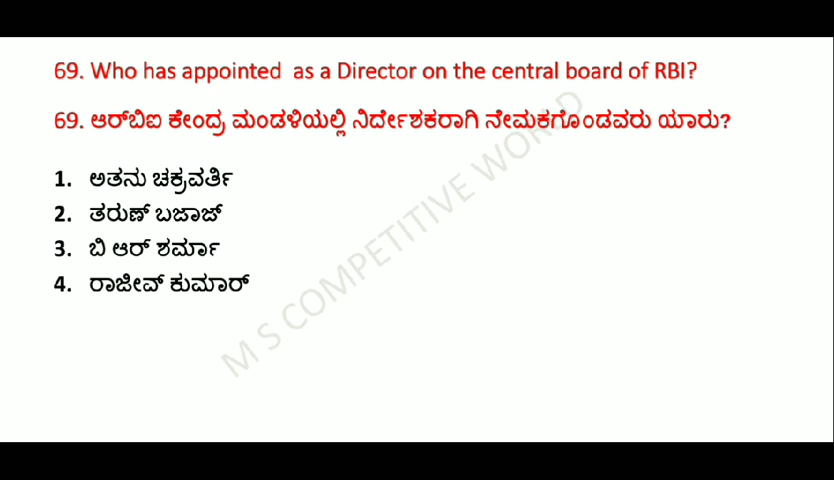 69. Who has appointed as a Director on the central board of RBI?
69. ಆರ್‌ಬಿಐ ಕೇಂದ್ರ ಮಂಡಳಿಯಲ್ಲಿ ನಿರ್ದೇಶಕರಾಗಿ ನೇಮಕಗೊಂಡವರು ಯಾರು?
1. ಅತನು ಚಕ್ರವರ್ತಿ
2. ತರುಣ್ ಬಜಾಜ್
3. ಬಿ ಆರ್ ಶರ್ಮಾ
4. ರಾಜೀವ್ ಕುಮಾರ್
M S COMPETITIVE WORLD